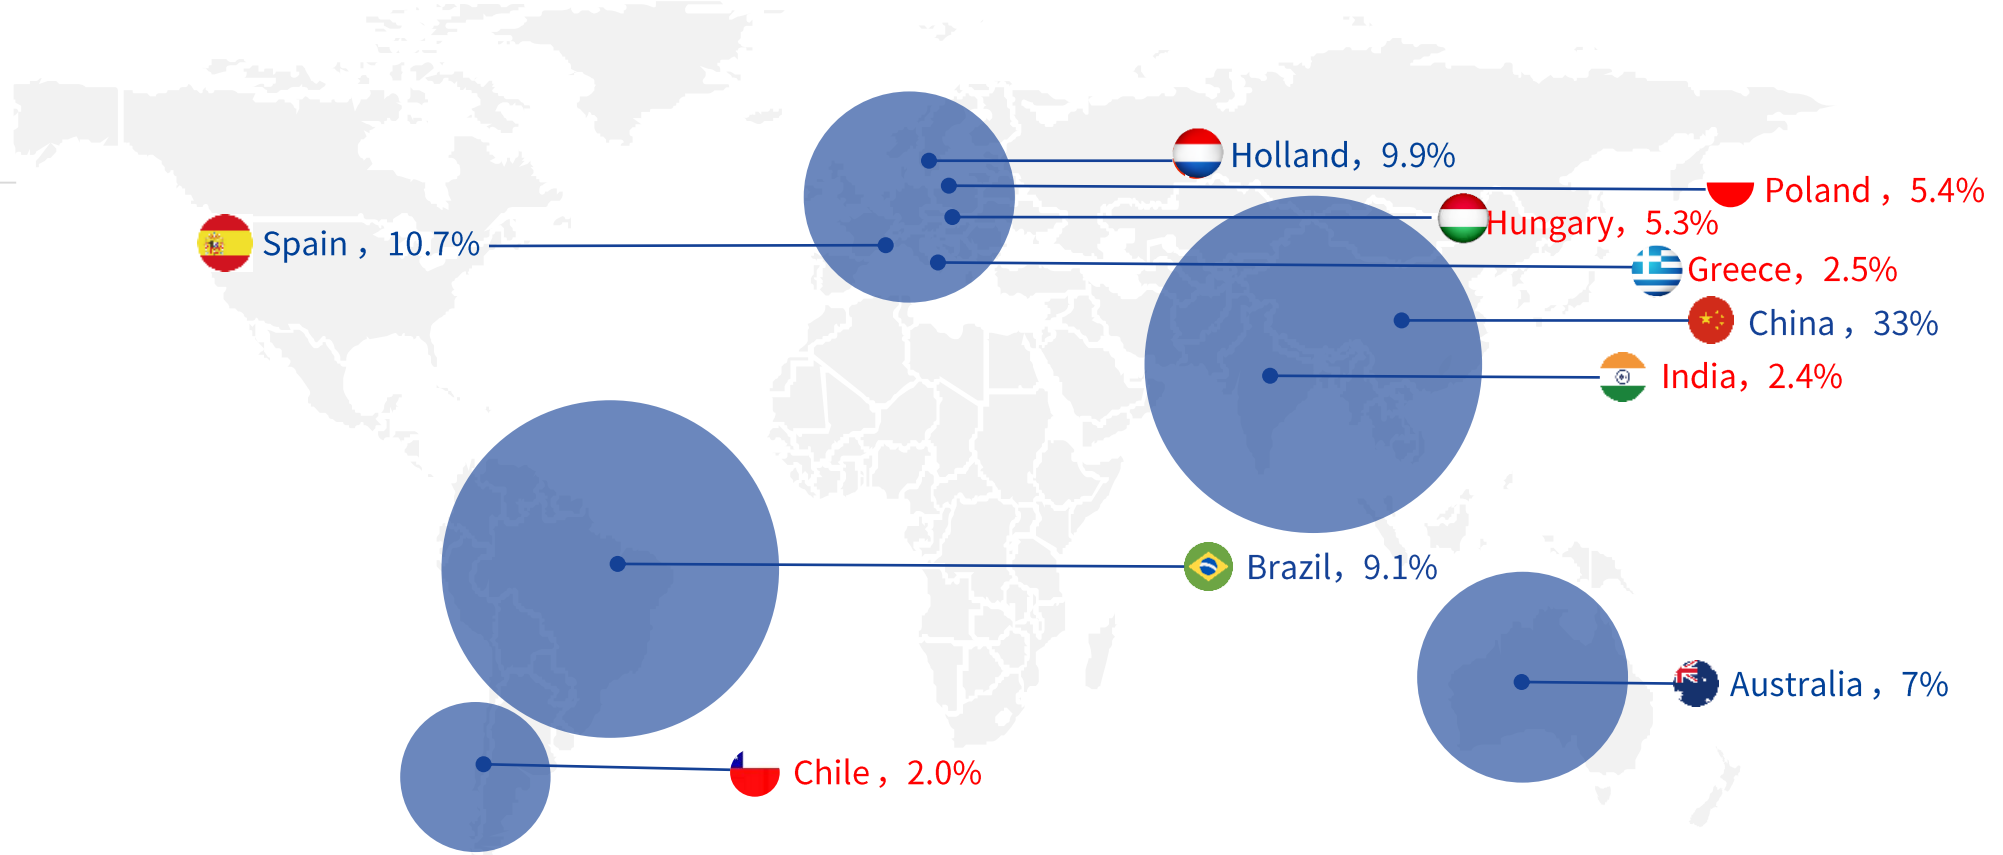 Holland，9.9%
Poland，5.4%
Hungary，5.3%
Spain，10.7%
Greece，2.5%
China，33%
India，2.4%
Brazil，9.1%
Australia，7%
Chile，2.0%